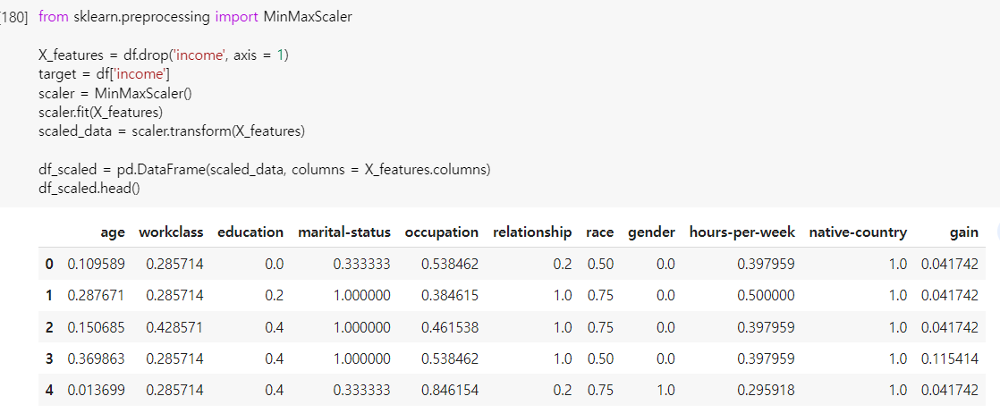 [180] from sklearn.preprocessing import MinMaxScaler
X_features = df.drop('income', axis = 1)
target = df['income']
scaler = MinMaxScaler()
scaler.fit(X_features)
scaled_data = scaler.transform(X_features)
df_scaled = pd.DataFrame(scaled_data, columns = X_features.columns)
df_scaled.head()
age workclass education marital-status occupation relationship race gender hours-per-week native-country gain
0 0.109589 0.285714 0.0 0.333333 0.538462 0.2 0.50 0.0 0.397959 1.0 0.041742
1 0.287671 0.285714 0.2 1.000000 0.384615 1.0 0.75 0.0 0.500000 1.0 0.041742
2 0.150685 0.428571 0.4 1.000000 0.461538 1.0 0.75 0.0 0.397959 1.0 0.041742
3 0.369863 0.285714 0.4 1.000000 0.538462 1.0 0.50 0.0 0.397959 1.0 0.115414
4 0.013699 0.285714 0.4 0.333333 0.846154 0.2 0.75 1.0 0.295918 1.0 0.041742